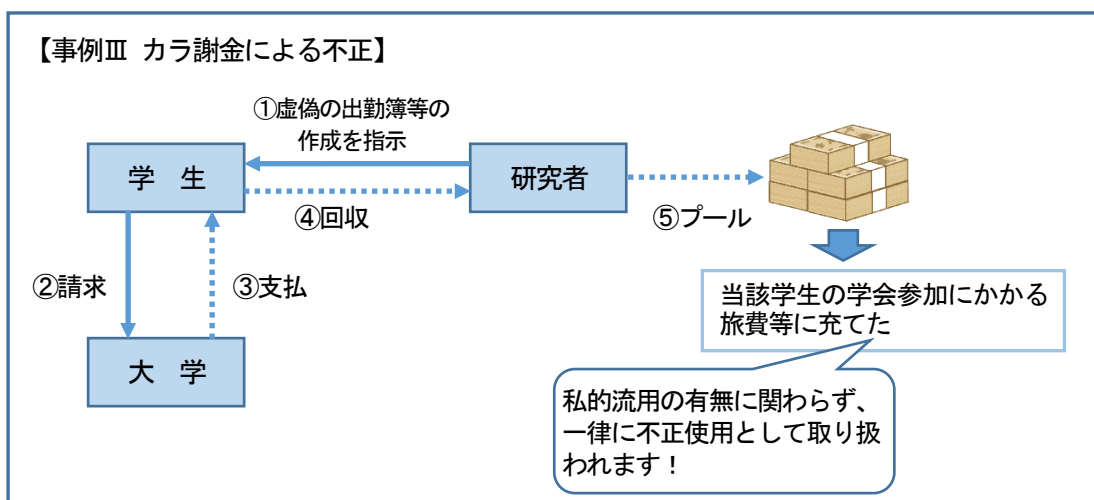 【事例Ⅲ カラ謝金による不正】
①虚偽の出勤簿等の
作成を指示
学 生
研究者
④回収
⑤プール
②請求
③支払
当該学生の学会参加にかかる
旅費等に充てた
大 学
私的流用の有無に関わらず、
一律に不正使用として取り扱
われます！